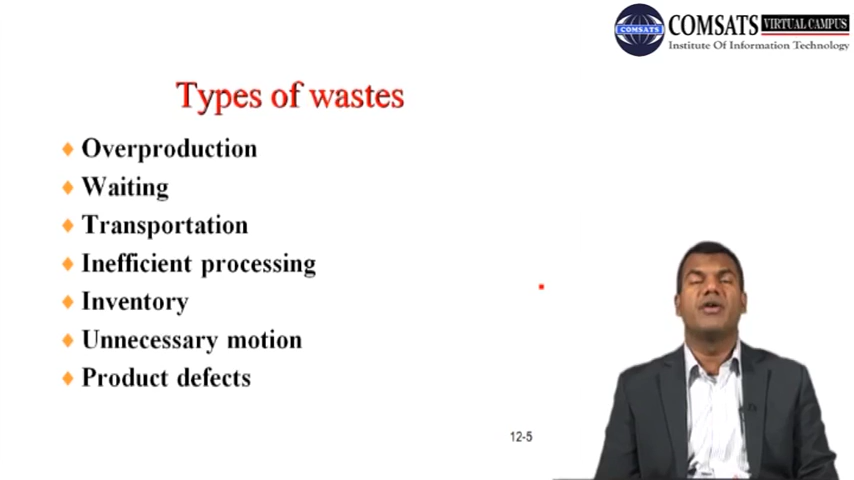 COMSATS
COMSATS VIRTUAL CAMPUS
Institute Of Information Technology
Types of wastes
Overproduction
Waiting
Transportation
Inefficient processing
Inventory
Unnecessary motion
Product defects
12-5